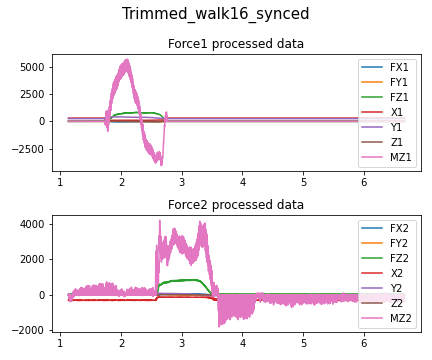 Trimmed_walk16_synced
Force1 processed data
5000
2500
0
−2500
1
2
3
4
5
6
FX1
FY1
FZ1
X1
Y1
Z1
MZ1
Force2 processed data
4000
2000
0
−2000
1
2
3
4
5
6
FX2
FY2
FZ2
X2
Y2
Z2
MZ2